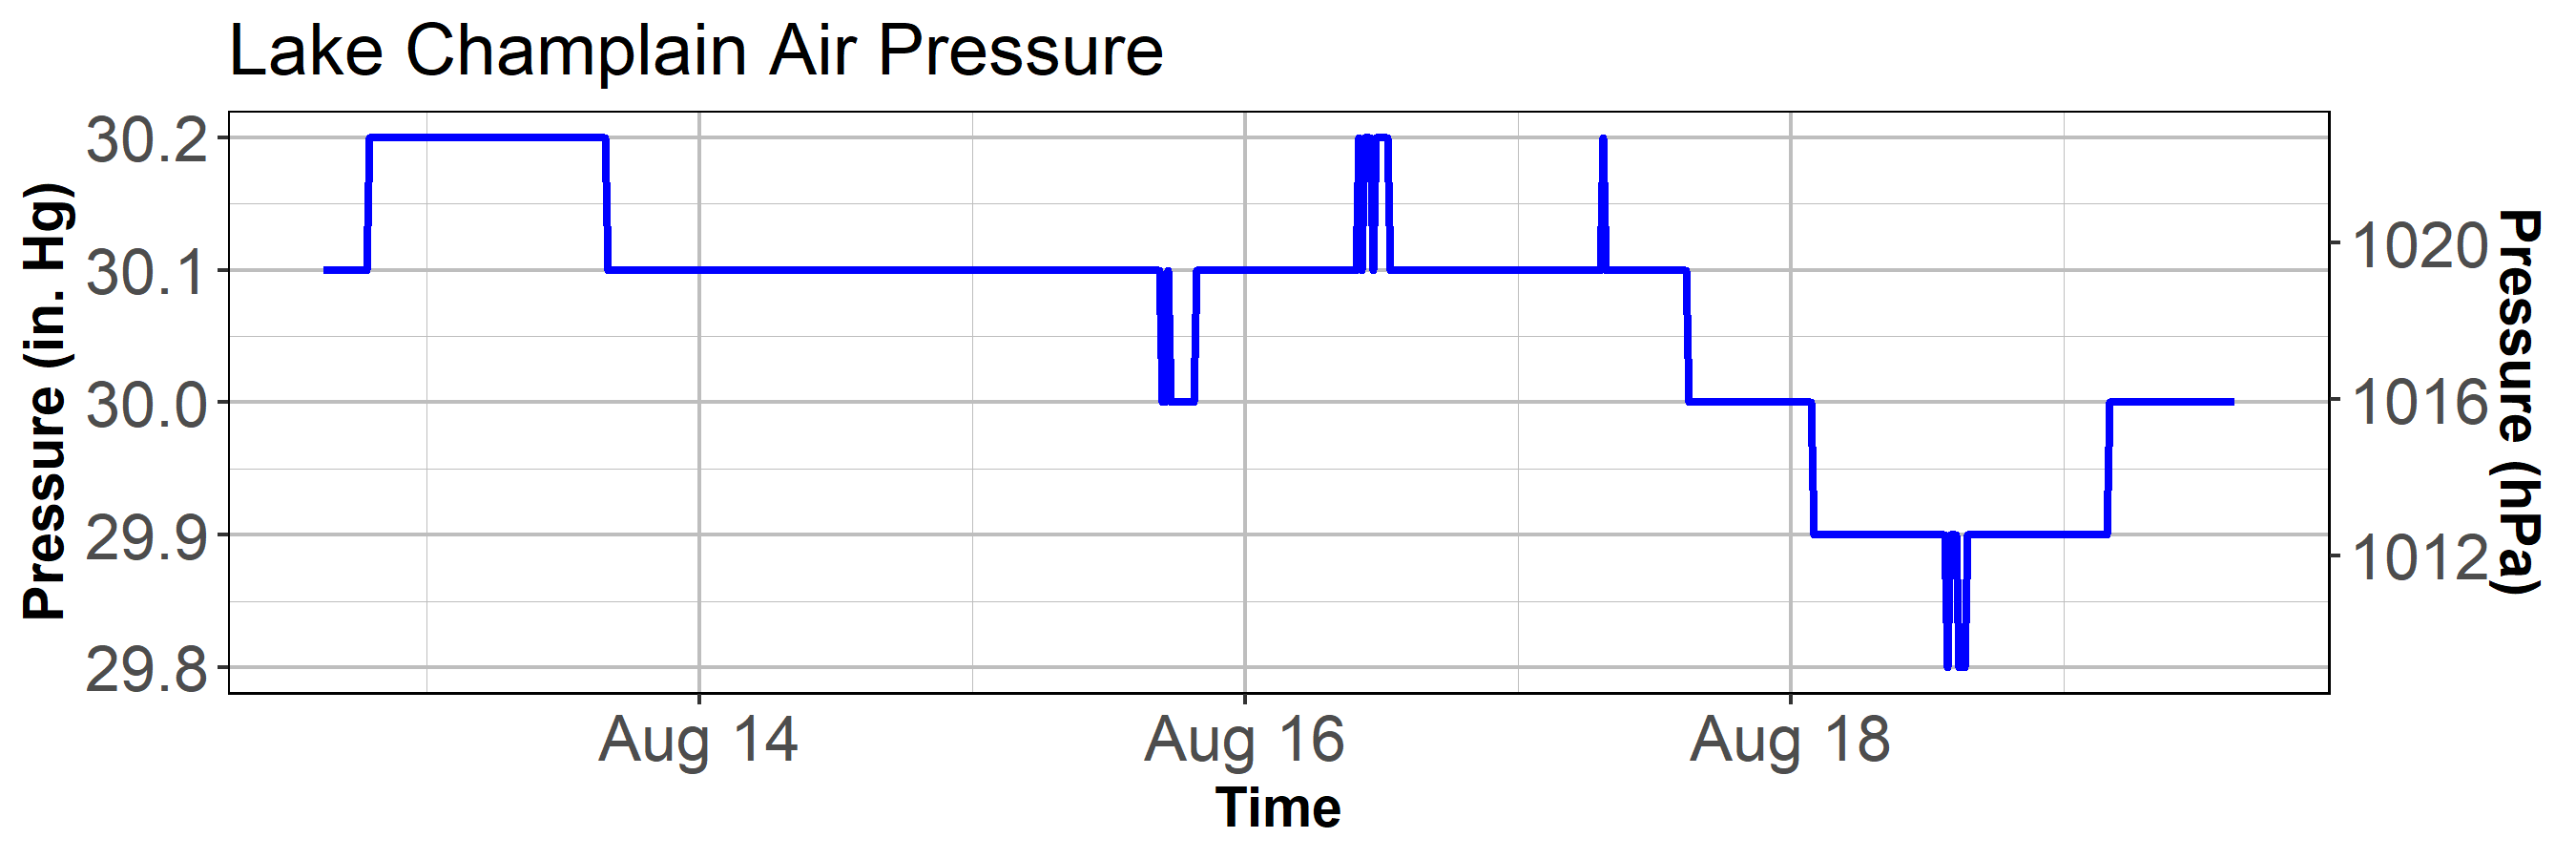 Lake Champlain Air Pressure
30.2
30.1
30.0
29.9
29.8
Pressure (in. Hg)
1020
1016
1012
Pressure (hPa)
Aug 14
Aug 16
Aug 18
Time